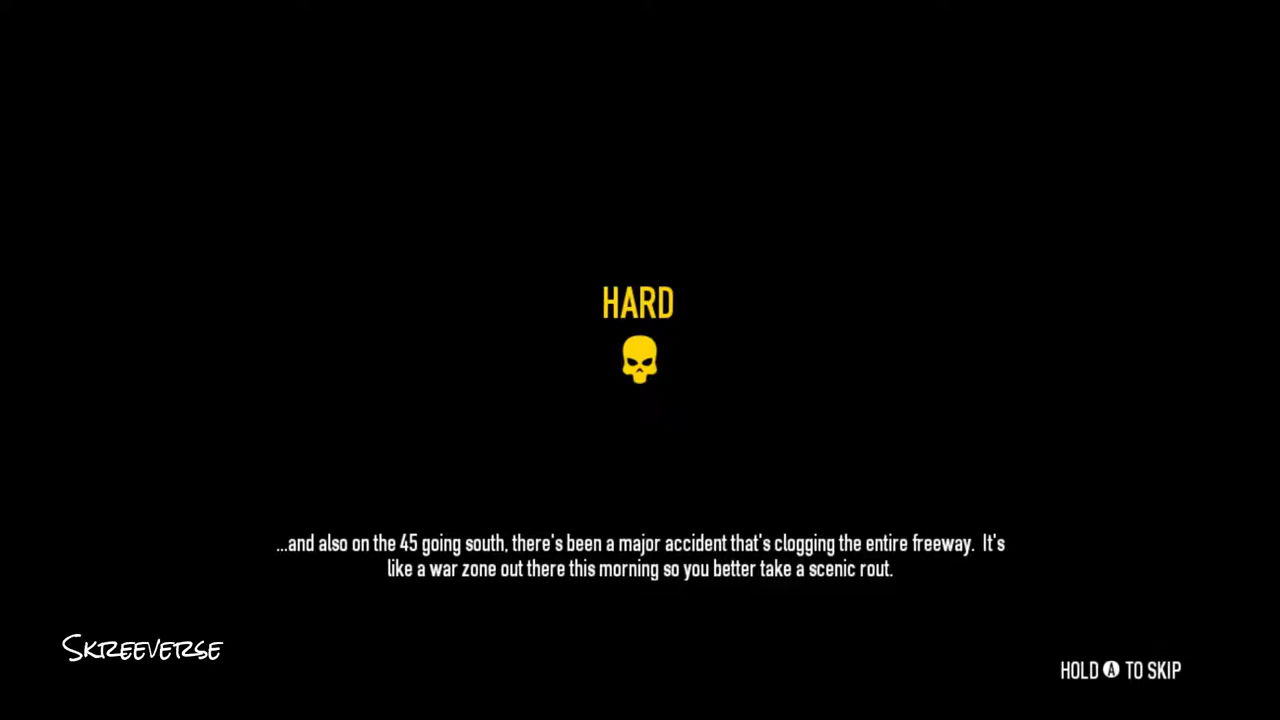 HARD
...and also on the 45 going south, there's been a major accident that's clogging the entire freeway. It's
like a war zone out there this morning so you better take a scenic rout.
Skreeverse
HOLD A TO SKIP